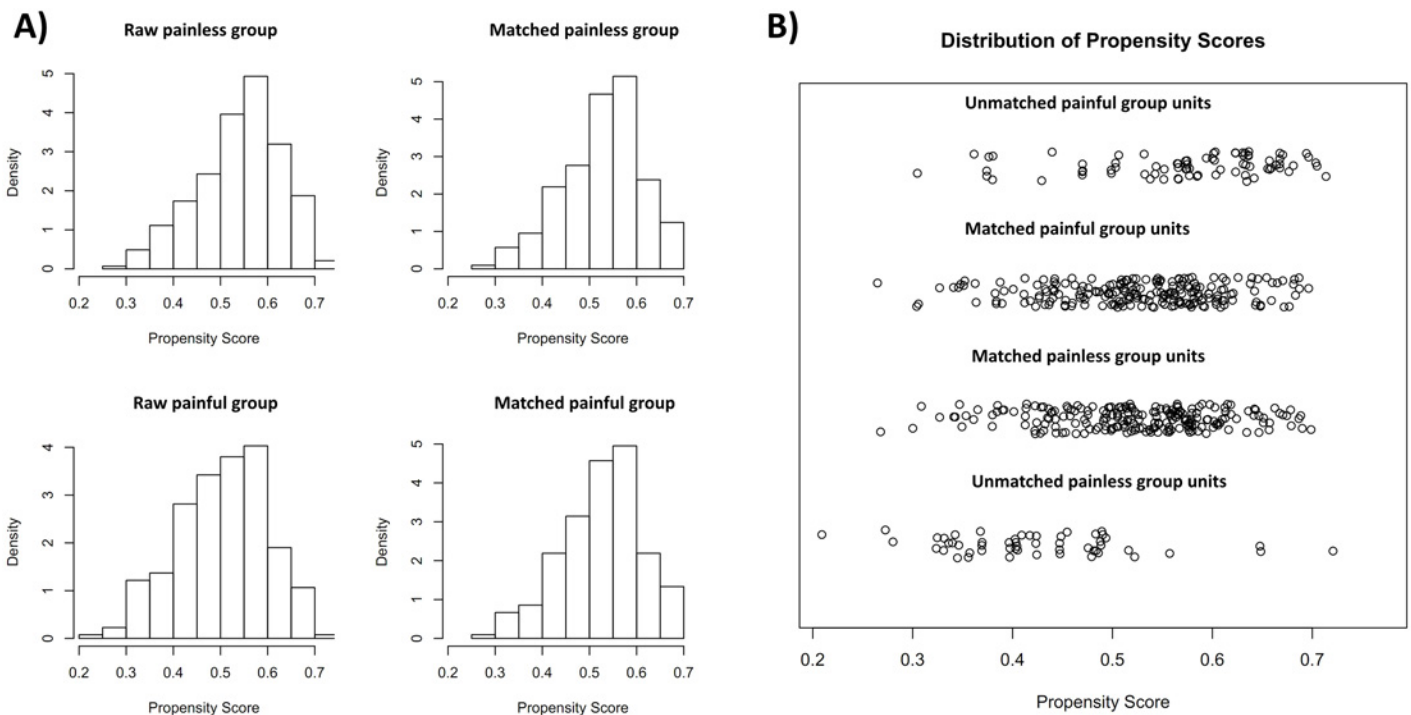 A)
Raw painless group
Density
0 1 2 3 4 5
0.2 0.3 0.4 0.5 0.6 0.7
Propensity Score
Matched painless group
Density
0 1 2 3 4 5
0.2 0.3 0.4 0.5 0.6 0.7
Propensity Score
Raw painful group
Density
0 1 2 3 4
0.2 0.3 0.4 0.5 0.6 0.7
Propensity Score
Matched painful group
Density
0 1 2 3 4 5
0.2 0.3 0.4 0.5 0.6 0.7
Propensity Score
B)
Distribution of Propensity Scores
Unmatched painful group units
Matched painful group units
Matched painless group units
Unmatched painless group units
0.2 0.3 0.4 0.5 0.6 0.7
Propensity Score